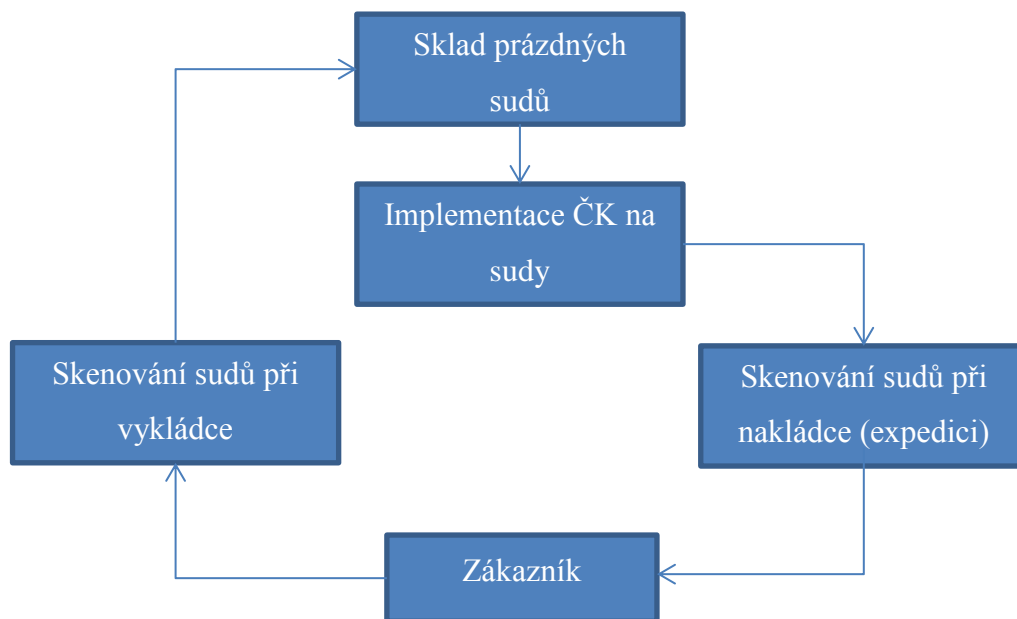 Sklad prázdných
sudů
Implementace ČK na
sudy
Skenování sudů při
vykládce
Skenování sudů při
nakládce (expedici)
Zákazník